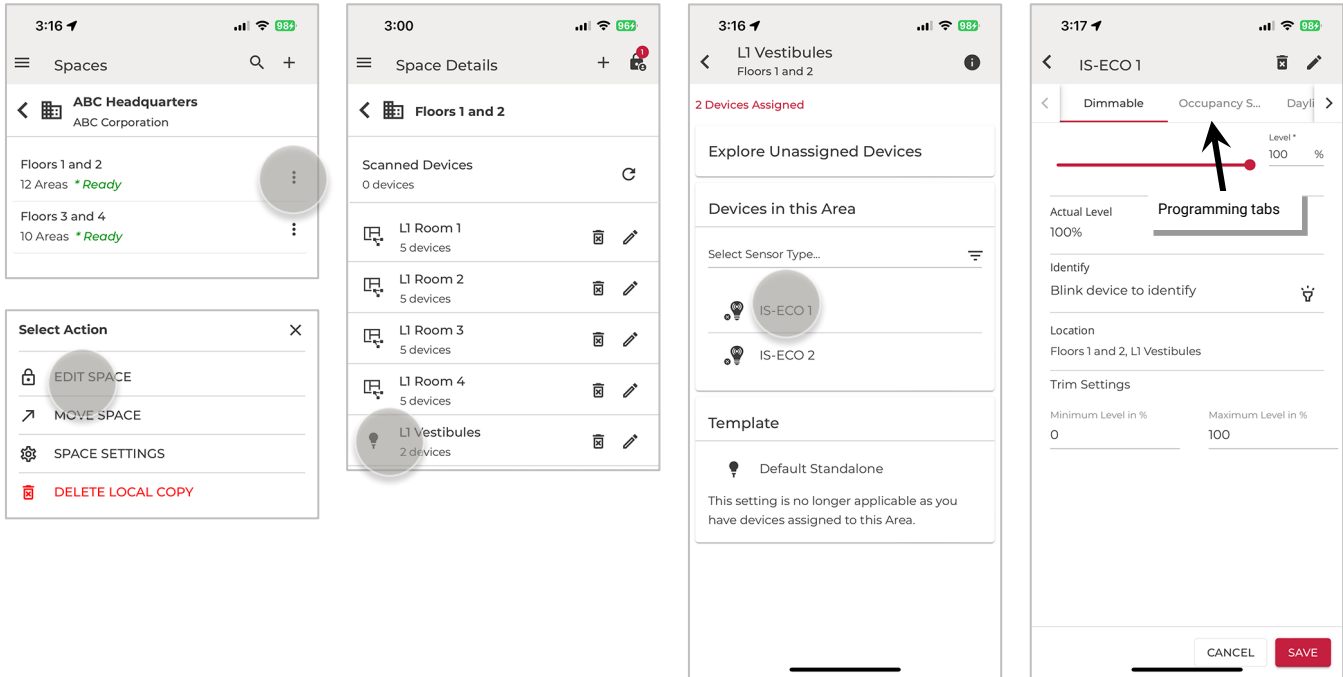 3:16
98
Spaces
ABC Headquarters
ABC Corporation
Floors 1 and 2
12 Areas * Ready
Floors 3 and 4
10 Areas * Ready
Select Action
EDIT SPACE
MOVE SPACE
SPACE SETTINGS
DELETE LOCAL COPY
3:00
96
Space Details
1
Floors 1 and 2
Scanned Devices
0 devices
L1 Room 1
5 devices
L1 Room 2
5 devices
L1 Room 3
5 devices
L1 Room 4
5 devices
L1 Vestibules
2 devices
3:16
98
L1 Vestibules
Floors 1 and 2
2 Devices Assigned
Explore Unassigned Devices
Devices in this Area
Select Sensor Type...
IS-ECO 1
IS-ECO 2
Template
Default Standalone
This setting is no longer applicable as you
have devices assigned to this Area.
3:17
98
IS-ECO 1
Dimmable Occupancy S... Dayli
Level *
100 %
Programming tabs
Actual Level
100%
Identify
Blink device to identify
Location
Floors 1 and 2, L1 Vestibules
Trim Settings
Minimum Level in % Maximum Level in %
0 100
CANCEL SAVE